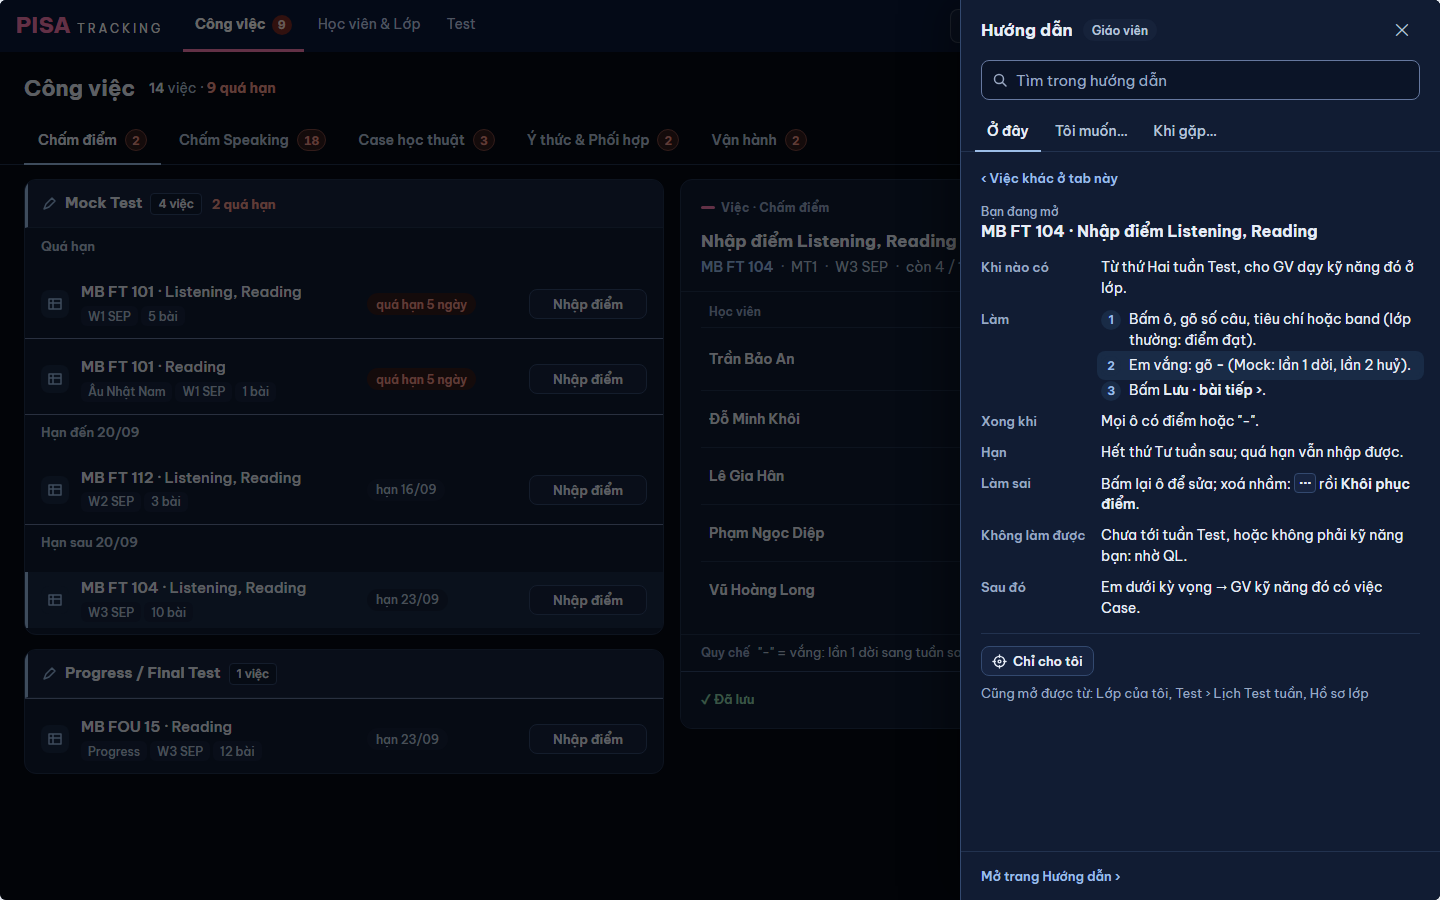 PISA TRACKING
Công việc 9
Học viên & Lớp
Test
Công việc
14 việc · 9 quá hạn
Chấm điểm 2
Chấm Speaking 18
Case học thuật 3
Ý thức & Phối hợp 2
Vận hành 2
Mock Test 4 việc 2 quá hạn
Quá hạn
MB FT 101 · Listening, Reading
W1 SEP 5 bài
quá hạn 5 ngày
Nhập điểm
MB FT 101 · Reading
Âu Nhật Nam W1 SEP 1 bài
quá hạn 5 ngày
Nhập điểm
Hạn đến 20/09
MB FT 112 · Listening, Reading
W2 SEP 3 bài
hạn 16/09
Nhập điểm
Hạn sau 20/09
MB FT 104 · Listening, Reading
W3 SEP 10 bài
hạn 23/09
Nhập điểm
Progress / FInal Test 1 việc
MB FOU 15 · Reading
Progress W3 SEP 12 bài
hạn 23/09
Nhập điểm
Việc · Chấm điểm
Nhập điểm Listening, Reading
MB FT 104 · MT1 · W3 SEP · còn 4 /
Học viên
Trần Bảo An
Đỗ Minh Khôi
Lê Gia Hân
Phạm Ngọc Diệp
Vũ Hoàng Long
Quy chế "-" = vắng: lần 1 dời sang tuần
✓ Đã lưu
Hướng dẫn Giáo viên
Tìm trong hướng dẫn
Ở đây
Tôi muốn...
Khi gặp...
‹ Việc khác ở tab này
Bạn đang mở
MB FT 104 · Nhập điểm Listening, Reading
Khi nào có
Từ thứ Hai tuần Test, cho GV dạy kỹ năng đó ở
lớp.
Làm
1 Bấm ô, gõ số câu, tiêu chí hoặc band (lớp
thường: điểm đạt).
2 Em vắng: gõ - (Mock: lần 1 dời, lần 2 huỷ).
3 Bấm Lưu · bài tiếp ›.
Xong khi
Mọi ô có điểm hoặc "-".
Hạn
Hết thứ Tư tuần sau; quá hạn vẫn nhập được.
Làm sai
Bấm lại ô để sửa; xoá nhầm: ··· rồi Khôi phục
điểm.
Không làm được
Chưa tới tuần Test, hoặc không phải kỹ năng
bạn: nhờ QL.
Sau đó
Em dưới kỳ vọng → GV kỹ năng đó có việc
Case.
Chỉ cho tôi
Cũng mở được từ: Lớp của tôi, Test › Lịch Test tuần, Hồ sơ lớp
Mở trang Hướng dẫn ›